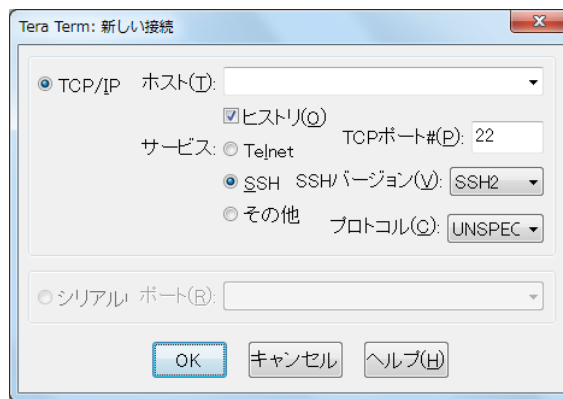 Tera Term: 新しい接続
TCP/IP ホスト(T):
ヒストリ(O)
サービス: Telnet TCPポート#(P): 22
SSH SSHバージョン(V): SSH2
その他 プロトコル(C): UNSPEC
シリアル ポート(R):
OK キャンセル ヘルプ(H)